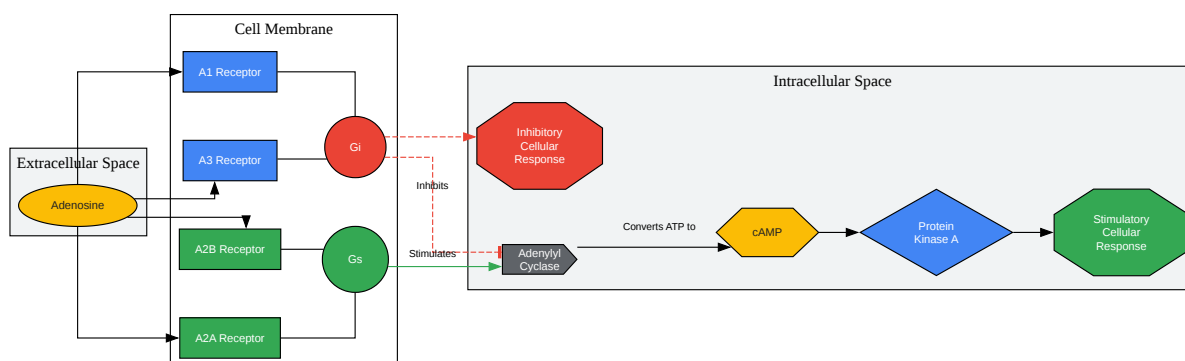 Cell Membrane
A1 Receptor
Intracellular Space
Inhibitory
Cellular
Response
Gi
A3 Receptor
Extracellular Space
Adenosine
Inhibits
A2B Receptor
Gs
Stimulates
Adenylyl
Cyclase
Converts ATP to
cAMP
Protein
Kinase A
Stimulatory
Cellular
Response
A2A Receptor